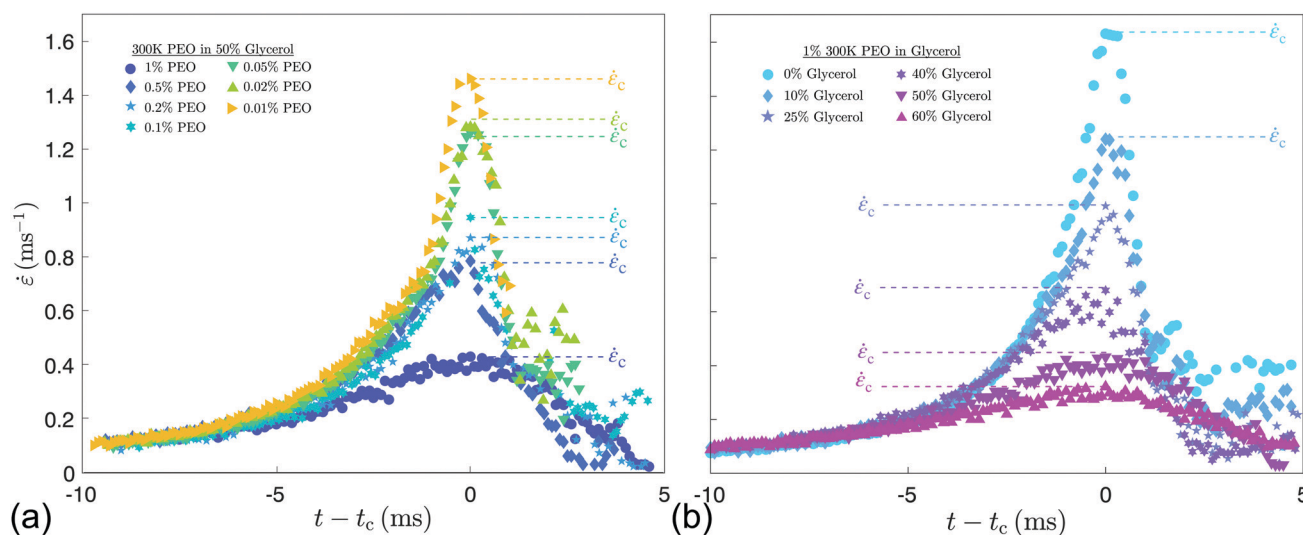 1.6
1.4
1.2
1
0.8
0.6
0.4
0.2
0
ε̇ (ms⁻¹)
300K PEO in 50% Glycerol
1% PEO
0.5% PEO
0.2% PEO
0.1% PEO
0.05% PEO
0.02% PEO
0.01% PEO
ε̇c
ε̇c
ε̇c
ε̇c
ε̇c
ε̇c
ε̇c
-10
-5
0
5
t − tc (ms)
(a)
1% 300K PEO in Glycerol
0% Glycerol
10% Glycerol
25% Glycerol
40% Glycerol
50% Glycerol
60% Glycerol
ε̇c
ε̇c
ε̇c
ε̇c
ε̇c
ε̇c
-10
-5
0
5
t − tc (ms)
(b)